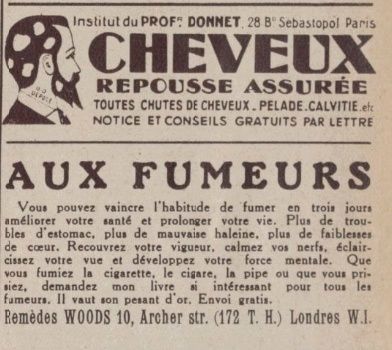 Institut du PROFr DONNET, 28 Bd Sebastopol Paris
CHEVEUX
REPOUSSE ASSURÉE
TOUTES CHUTES DE CHEVEUX - PELADE. CALVITIE. etc
NOTICE ET CONSEILS GRATUITS PAR LETTRE
AUX FUMEURS
Vous pouvez vaincre l'habitude de fumer en trois jours
améliorer votre santé et prolonger votre vie. Plus de trou-
bles d'estomac, plus de mauvaise haleine, plus de faiblesses
de cœur. Recouvrez votre vigueur, calmez vos nerfs, éclair-
cissez votre vue et développez votre force mentale. Que
vous fumiez la cigarette, le cigare, la pipe ou que vous pri-
siez, demandez mon livre si intéressant pour tous les
fumeurs. Il vaut son pesant d'or. Envoi gratis.
Remèdes WOODS 10, Archer str. (172 T. H.) Londres W.I.